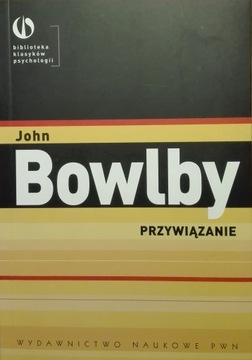 biblioteka
klasyków
psychologii
John
Bowlby
PRZYWIĄZANIE
WYDAWNICTWO NAUKOWE PWN